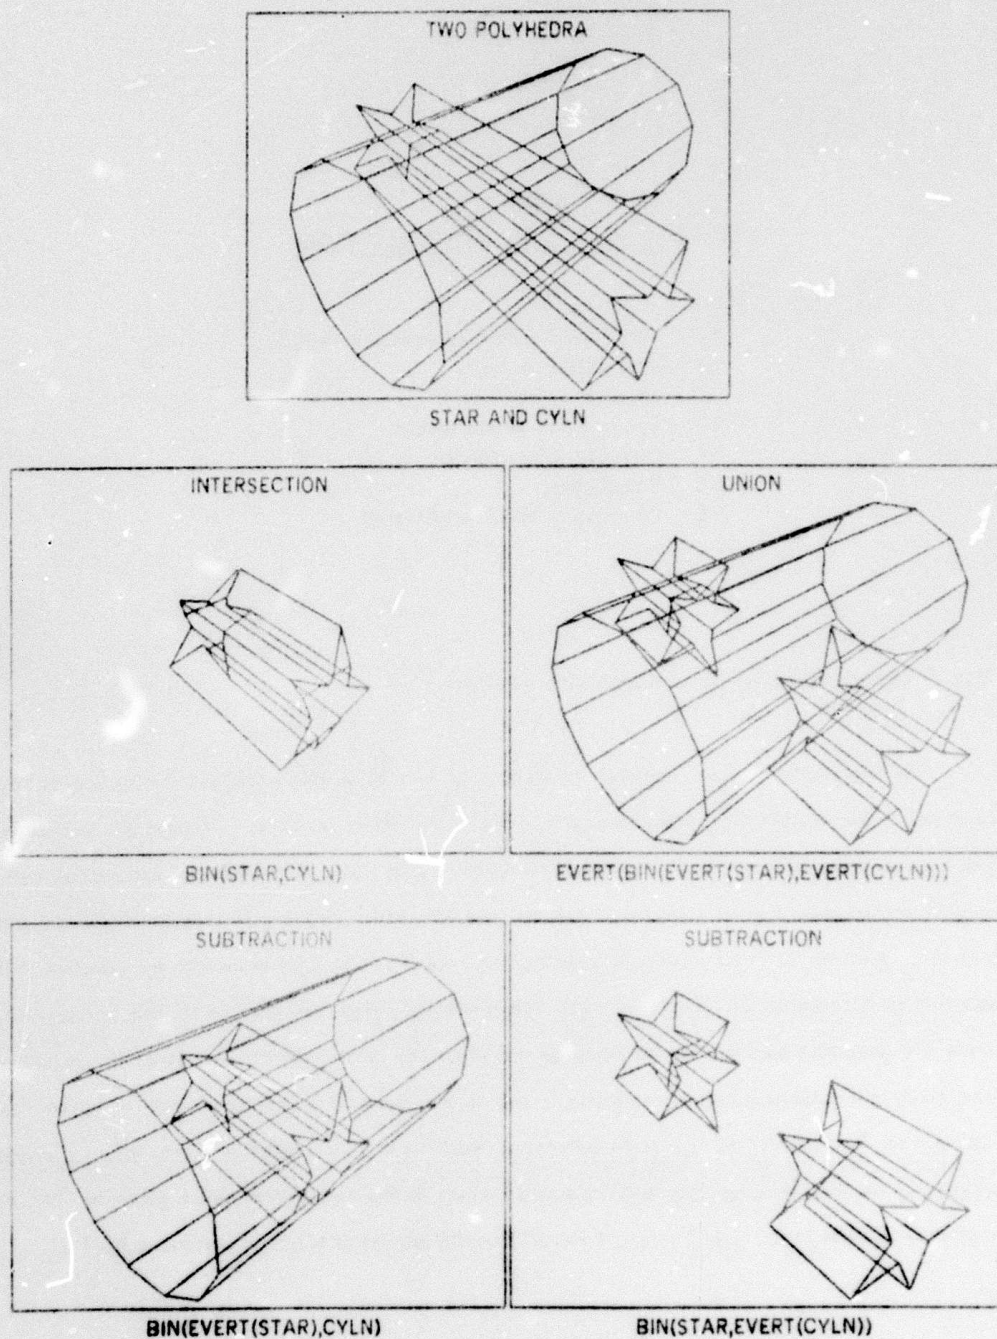 TWO POLYHEDRA
STAR AND CYLN
INTERSECTION
UNION
BIN(STAR,CYLN)
EVERT(BIN(EVERT(STAR),EVERT(CYLN)))
SUBTRACTION
SUBTRACTION
BIN(EVERT(STAR),CYLN)
BIN(STAR,EVERT(CYLN))